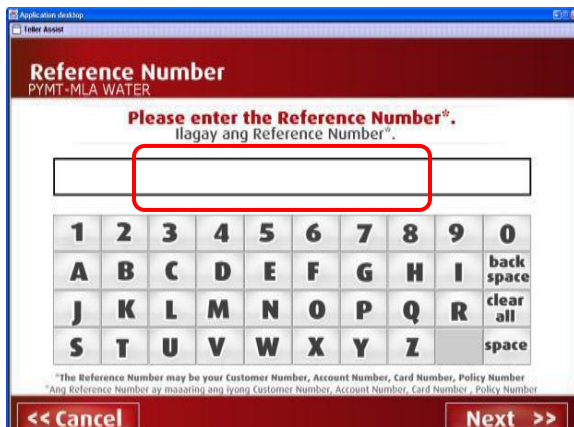 Application desktop
Teller Assist
Reference Number
PYMT-MLA WATER
Please enter the Reference Number*.
Ilagay ang Reference Number*.
1 2 3 4 5 6 7 8 9 0
A B C D E F G H I back space
J K L M N O P Q R clear all
S T U V W X Y Z space
*The Reference Number may be your Customer Number, Account Number, Card Number, Policy Number
*Ang Reference Number ay maaaring ang iyong Customer Number, Account Number, Card Number , Policy Number
<< Cancel Next >>